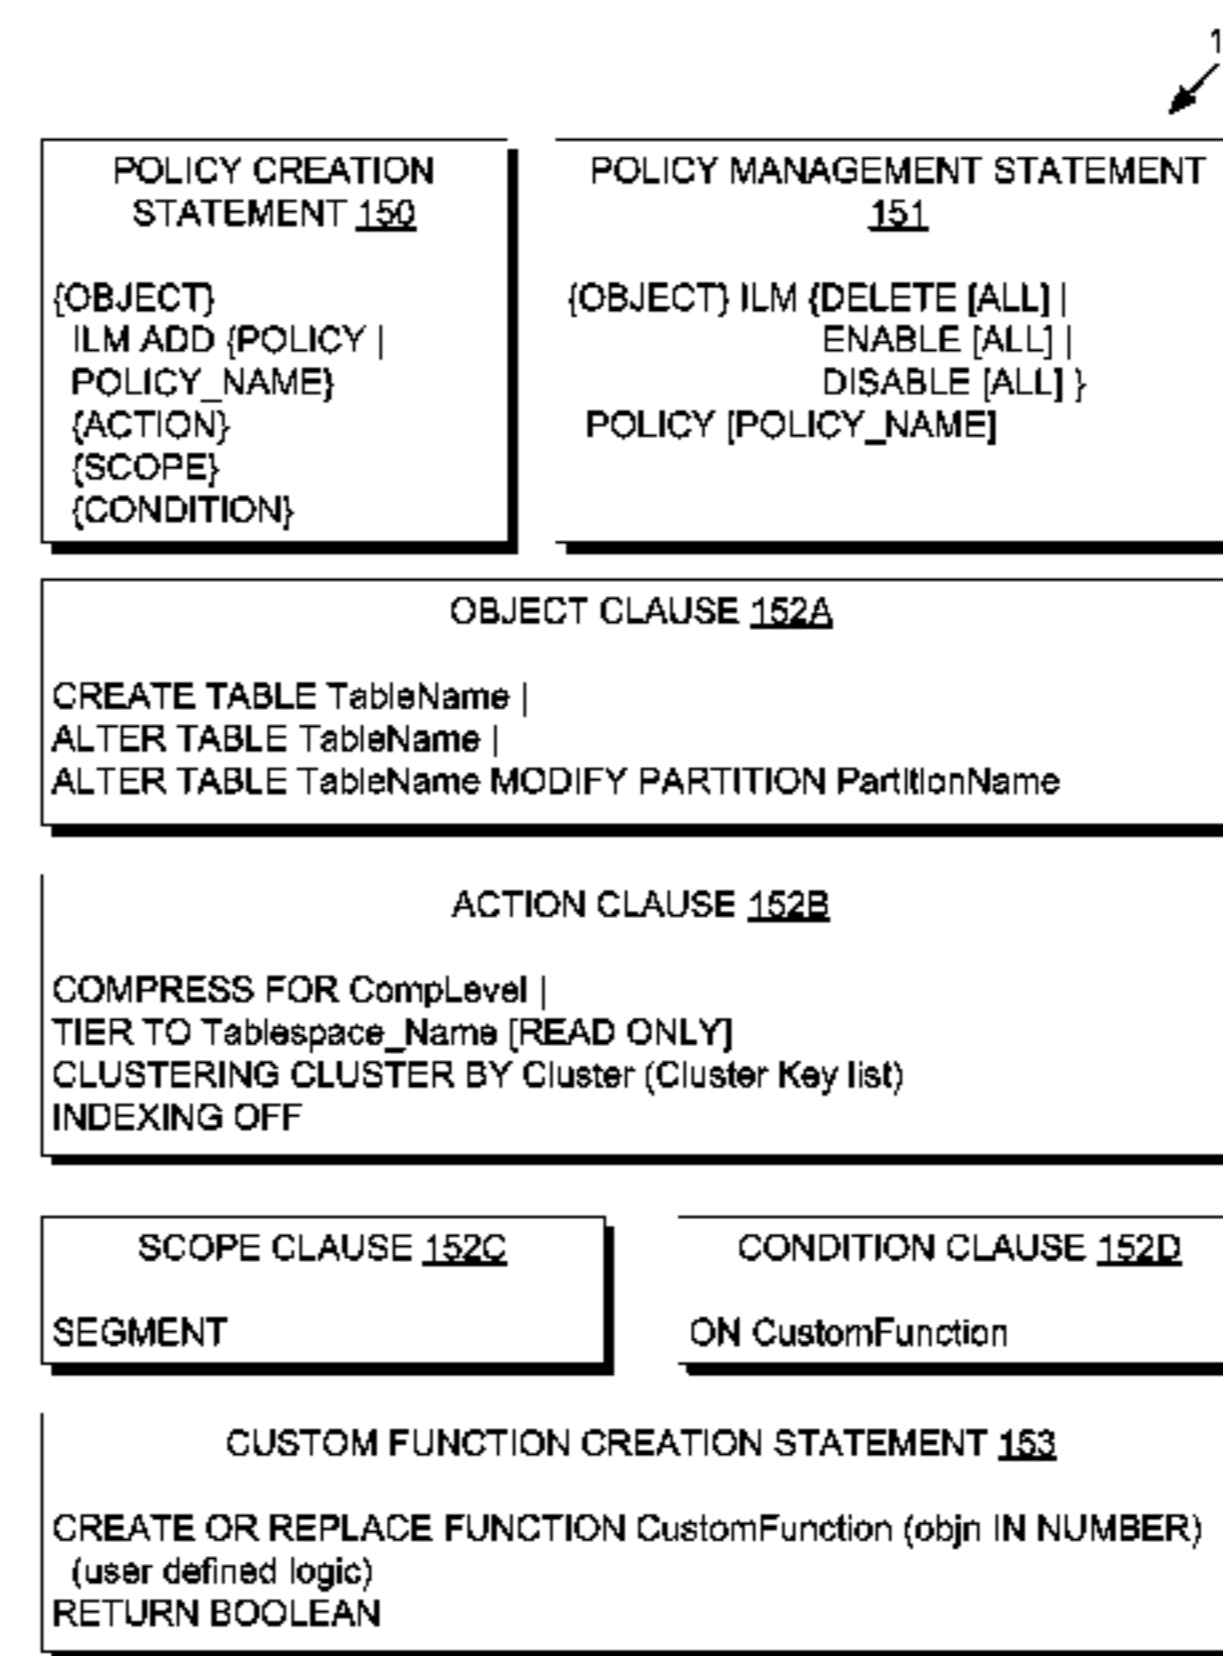 1
POLICY CREATION
STATEMENT 150
{OBJECT}
ILM ADD {POLICY |
POLICY_NAME}
{ACTION}
{SCOPE}
{CONDITION}
POLICY MANAGEMENT STATEMENT
151
{OBJECT} ILM {DELETE [ALL] |
ENABLE [ALL] |
DISABLE [ALL] }
POLICY [POLICY_NAME]
OBJECT CLAUSE 152A
CREATE TABLE TableName |
ALTER TABLE TableName |
ALTER TABLE TableName MODIFY PARTITION PartitionName
ACTION CLAUSE 152B
COMPRESS FOR CompLevel |
TIER TO Tablespace_Name [READ ONLY]
CLUSTERING CLUSTER BY Cluster (Cluster Key list)
INDEXING OFF
SCOPE CLAUSE 152C
SEGMENT
CONDITION CLAUSE 152D
ON CustomFunction
CUSTOM FUNCTION CREATION STATEMENT 153
CREATE OR REPLACE FUNCTION CustomFunction (objn IN NUMBER)
(user defined logic)
RETURN BOOLEAN